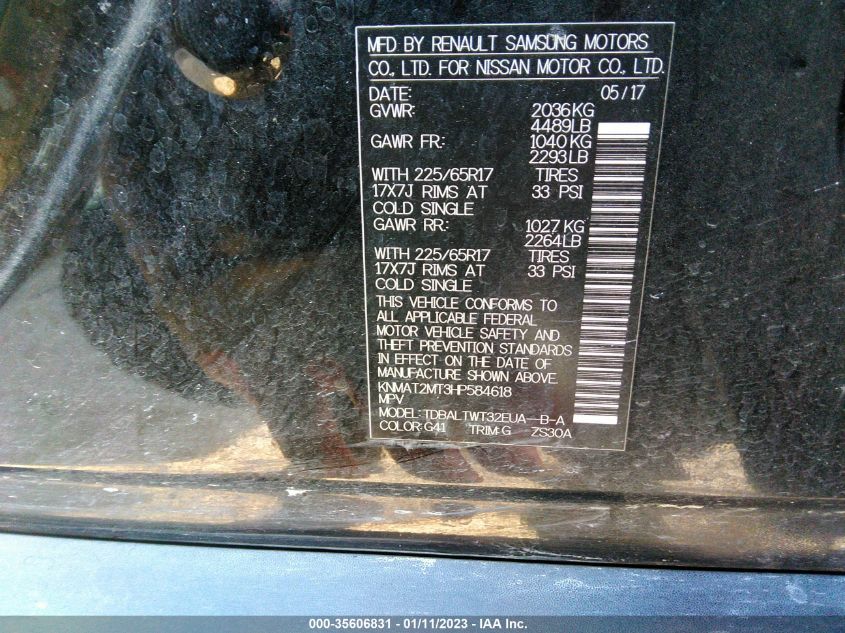 MFD BY RENAULT SAMSUNG MOTORS
CO., LTD. FOR NISSAN MOTOR CO., LTD.
DATE: 05/17
GVWR: 2036KG
4489LB
GAWR FR: 1040KG
2293LB
WITH 225/65R17 TIRES
17X7J RIMS AT 33 PSI
COLD SINGLE
GAWR RR: 1027KG
2264LB
WITH 225/65R17 TIRES
17X7J RIMS AT 33 PSI
COLD SINGLE
THIS VEHICLE CONFORMS TO
ALL APPLICABLE FEDERAL
MOTOR VEHICLE SAFETY AND
THEFT PREVENTION STANDARDS
IN EFFECT ON THE DATE OF
MANUFACTURE SHOWN ABOVE.
KNMAT2MT3HP584618
MPV
MODEL: TDBALTWT32EUA--B-A
COLOR:G41 TRIM:G ZS30A
000-35606831 - 01/11/2023 - IAA Inc.